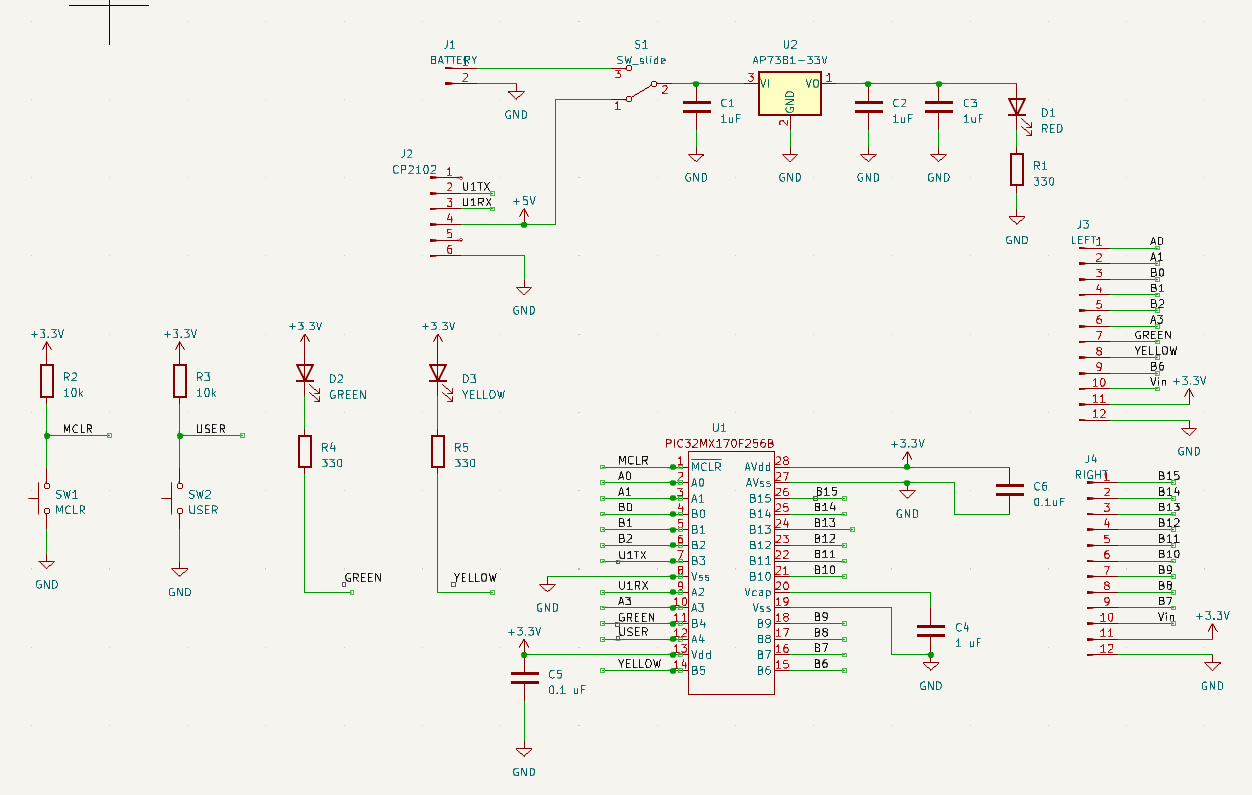 J1
BATTERY
1
2
GND
S1
SW_slide
3
2
1
U2
AP73B1-33V
3
VI
VO
1
GND
2
C1
1uF
C2
1uF
C3
1uF
D1
RED
GND
GND
GND
GND
R1
330
GND
J2
CP2102
1
2 U1TX
3 U1RX
4
+5V
5
6
GND
J3
LEFT
1 A0
2 A1
3 B0
4 B1
5 B2
6 A3
7 GREEN
8 YELLOW
9 B6
10 Vin
+3.3V
11
12
GND
+3.3V
R2
10k
MCLR
SW1
MCLR
GND
+3.3V
R3
10k
USER
SW2
USER
GND
+3.3V
D2
GREEN
R4
330
GREEN
+3.3V
D3
YELLOW
R5
330
YELLOW
U1
PIC32MX170F256B
MCLR 1 MCLR
A0 2 A0
A1 3 A1
B0 4 B0
B1 5 B1
B2 6 B2
U1TX 7 B3
8 Vss
GND
U1RX 9 A2
A3 10 A3
GREEN 11 B4
USER 12 A4
+3.3V
13 Vdd
YELLOW 14 B5
C5
0.1 uF
GND
AVdd 28
AVss 27
B15 26 B15
B14 25 B14
B13 24 B13
B12 23 B12
B11 22 B11
B10 21 B10
Vcap 20
Vss 19
B9 18 B9
B8 17 B8
B7 16 B7
B6 15 B6
+3.3V
GND
C6
0.1uF
C4
1 uF
GND
J4
RIGHT
1 B15
2 B14
3 B13
4 B12
5 B11
6 B10
7 B9
8 B8
9 B7
10 Vin
+3.3V
11
12
GND